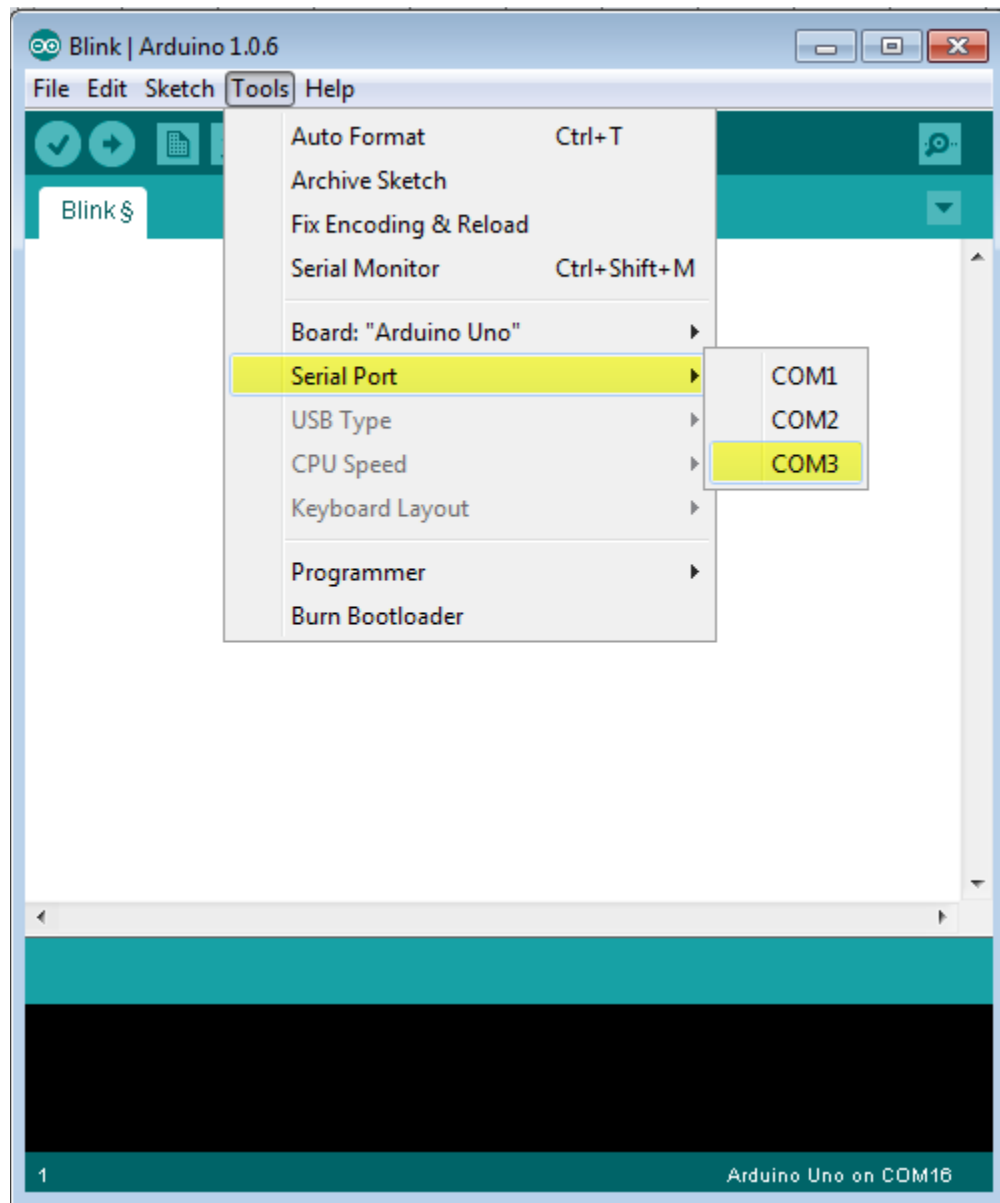 Blink | Arduino 1.0.6
File Edit Sketch Tools Help
Auto Format Ctrl+T
Archive Sketch
Blink §
Fix Encoding & Reload
Serial Monitor Ctrl+Shift+M
Board: "Arduino Uno"
Serial Port
COM1
USB Type
COM2
CPU Speed
COM3
Keyboard Layout
Programmer
Burn Bootloader
1 Arduino Uno on COM16